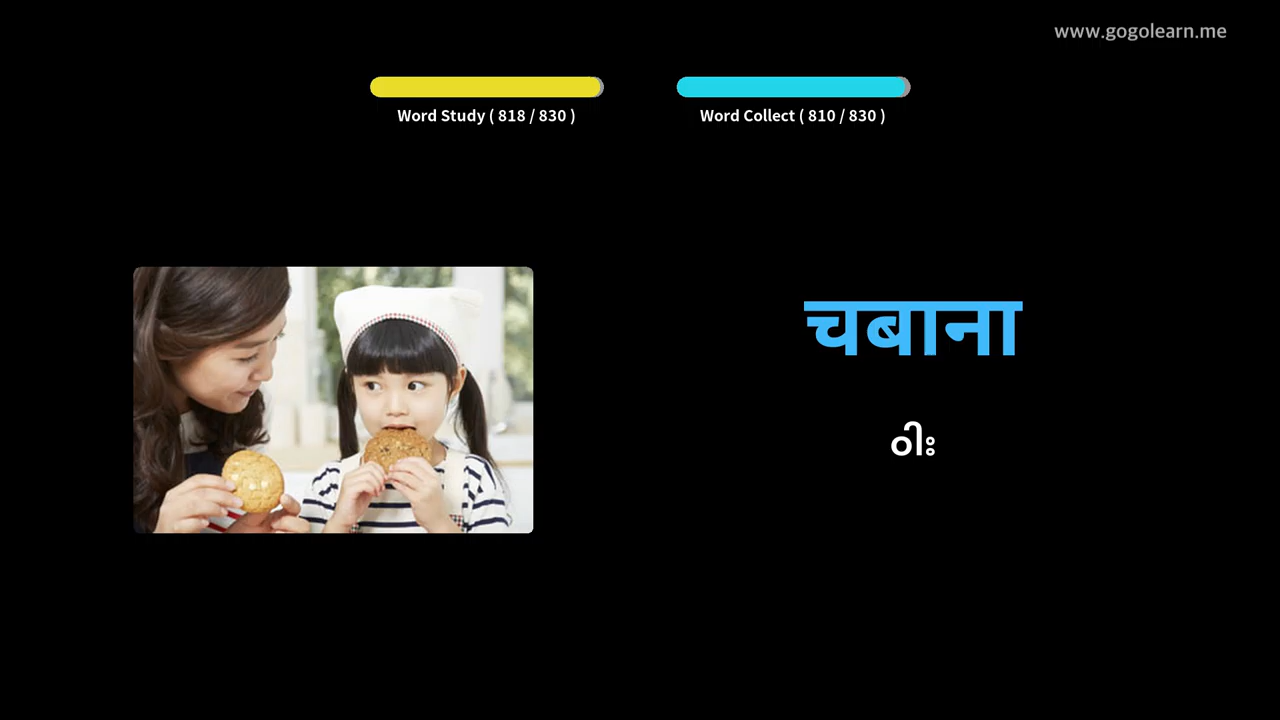 www.gogolearn.me
Word Study ( 818 / 830 )
Word Collect ( 810 / 830 )
चबाना
ဝါး